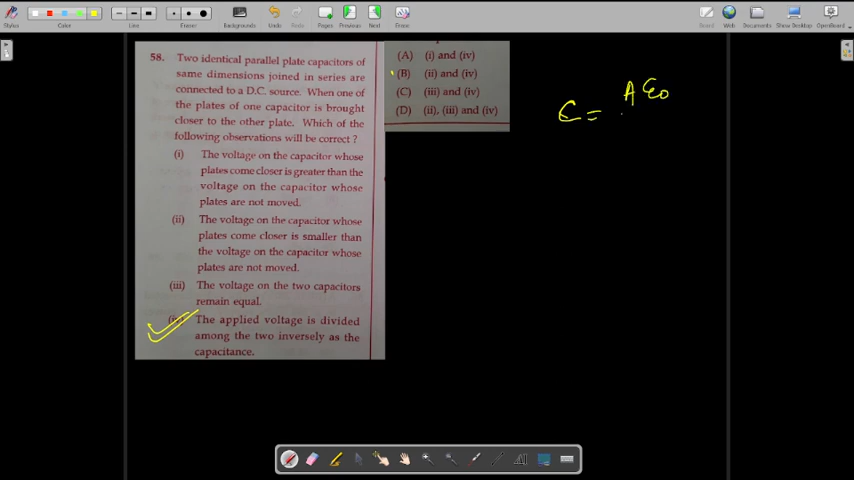 Stylus
Color
Line
Eraser
Backgrounds
Undo
Redo
Pages
Previous
Next
Erase
Board
Web
Documents
Show Desktop
OpenBoard
58. Two identical parallel plate capacitors of
same dimensions joined in series are
connected to a D.C. source. When one of
the plates of one capacitor is brought
closer to the other plate. Which of the
following observations will be correct ?
(i) The voltage on the capacitor whose
plates come closer is greater than the
voltage on the capacitor whose
plates are not moved.
(ii) The voltage on the capacitor whose
plates come closer is smaller than
the voltage on the capacitor whose
plates are not moved.
(iii) The voltage on the two capacitors
remain equal.
(iv) The applied voltage is divided
among the two inversely as the
capacitance.
(A) (i) and (iv)
(B) (ii) and (iv)
(C) (iii) and (iv)
(D) (ii), (iii) and (iv)
C = A ε0